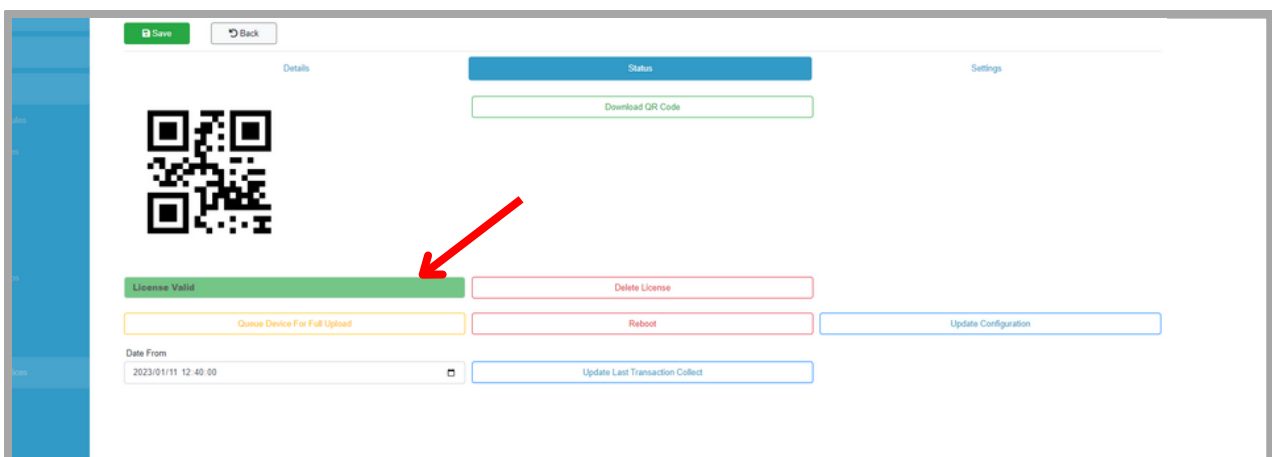 Save
Back
Details
Status
Settings
Download QR Code
License Valid
Delete License
Queue Device For Full Upload
Reboot
Update Configuration
Date From
2023/01/11 12:40:00
Update Last Transaction Collect